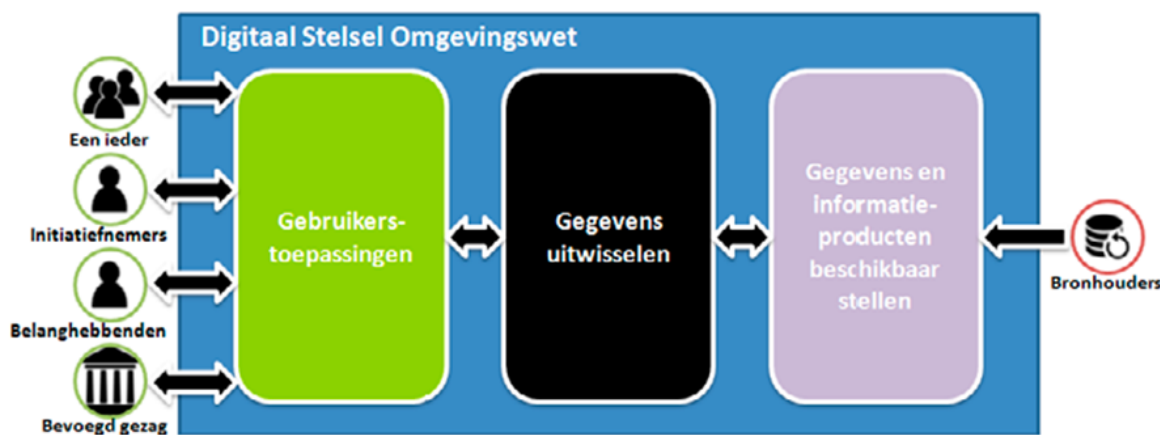 Digitaal Stelsel Omgevingswet
Een ieder
Initiatiefnemers
Belanghebbenden
Bevoegd gezag
Gebruikers-
toepassingen
Gegevens
uitwisselen
Gegevens en
informatie-
producten
beschikbaar
stellen
Bronhouders